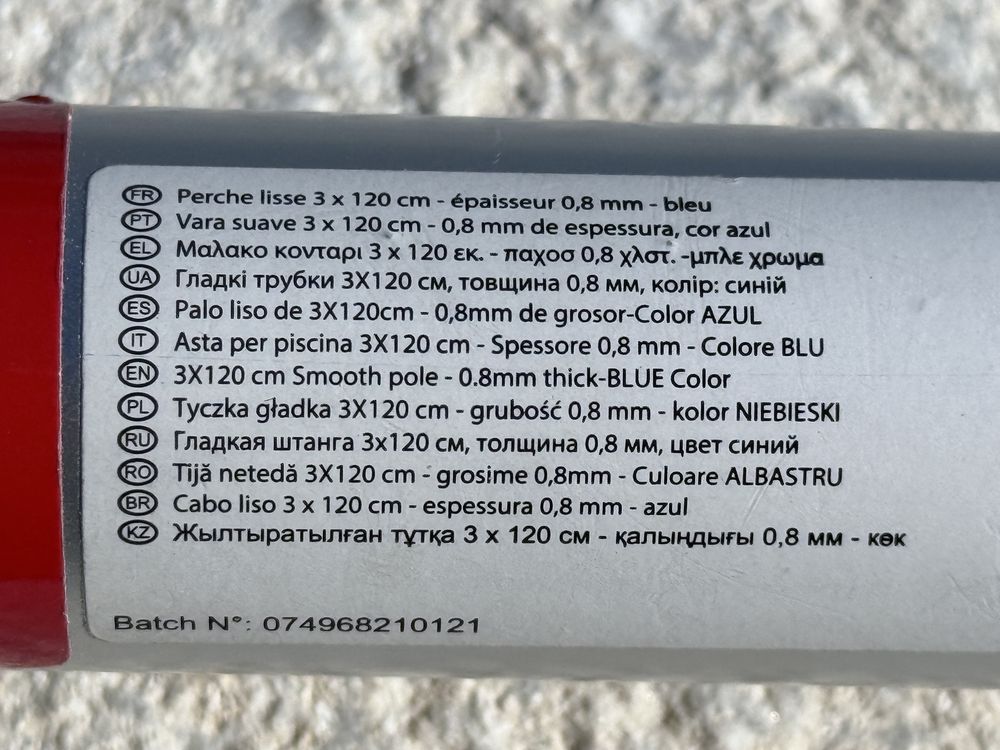 FR Perche lisse 3 x 120 cm - épaisseur 0,8 mm - bleu
PT Vara suave 3 x 120 cm - 0,8 mm de espessura, cor azul
EL Μαλακο κονταρι 3 x 120 εκ. - παχοσ 0,8 χλστ. -μπλε χρωμα
UA Гладкі трубки 3X120 см, товщина 0,8 мм, колір: синій
ES Palo liso de 3X120cm - 0,8mm de grosor-Color AZUL
IT Asta per piscina 3X120 cm - Spessore 0,8 mm - Colore BLU
EN 3X120 cm Smooth pole - 0.8mm thick-BLUE Color
PL Tyczka gładka 3X120 cm - grubość 0,8 mm - kolor NIEBIESKI
RU Гладкая штанга 3x120 см, толщина 0,8 мм, цвет синий
RO Tijă netedă 3X120 cm - grosime 0,8mm - Culoare ALBASTRU
BR Cabo liso 3 x 120 cm - espessura 0,8 mm - azul
KZ Жылтыратылған тұтқа 3 x 120 см - қалыңдығы 0,8 мм - көк
Batch N°: 074968210121